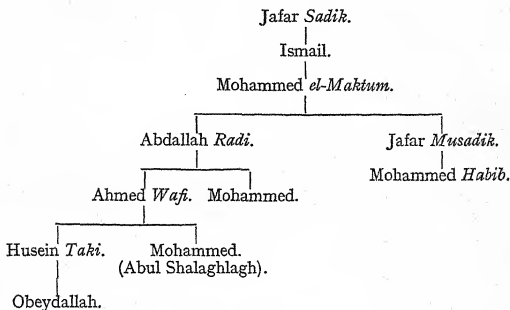 Jafar Sadik.
Ismail.
Mohammed el-Maktum.
Abdallah Radi. Jafar Musadik.
Mohammed Habib.
Ahmed Wafi. Mohammed.
Husein Taki. Mohammed.
(Abul Shalaghlagh).
Obeydallah.